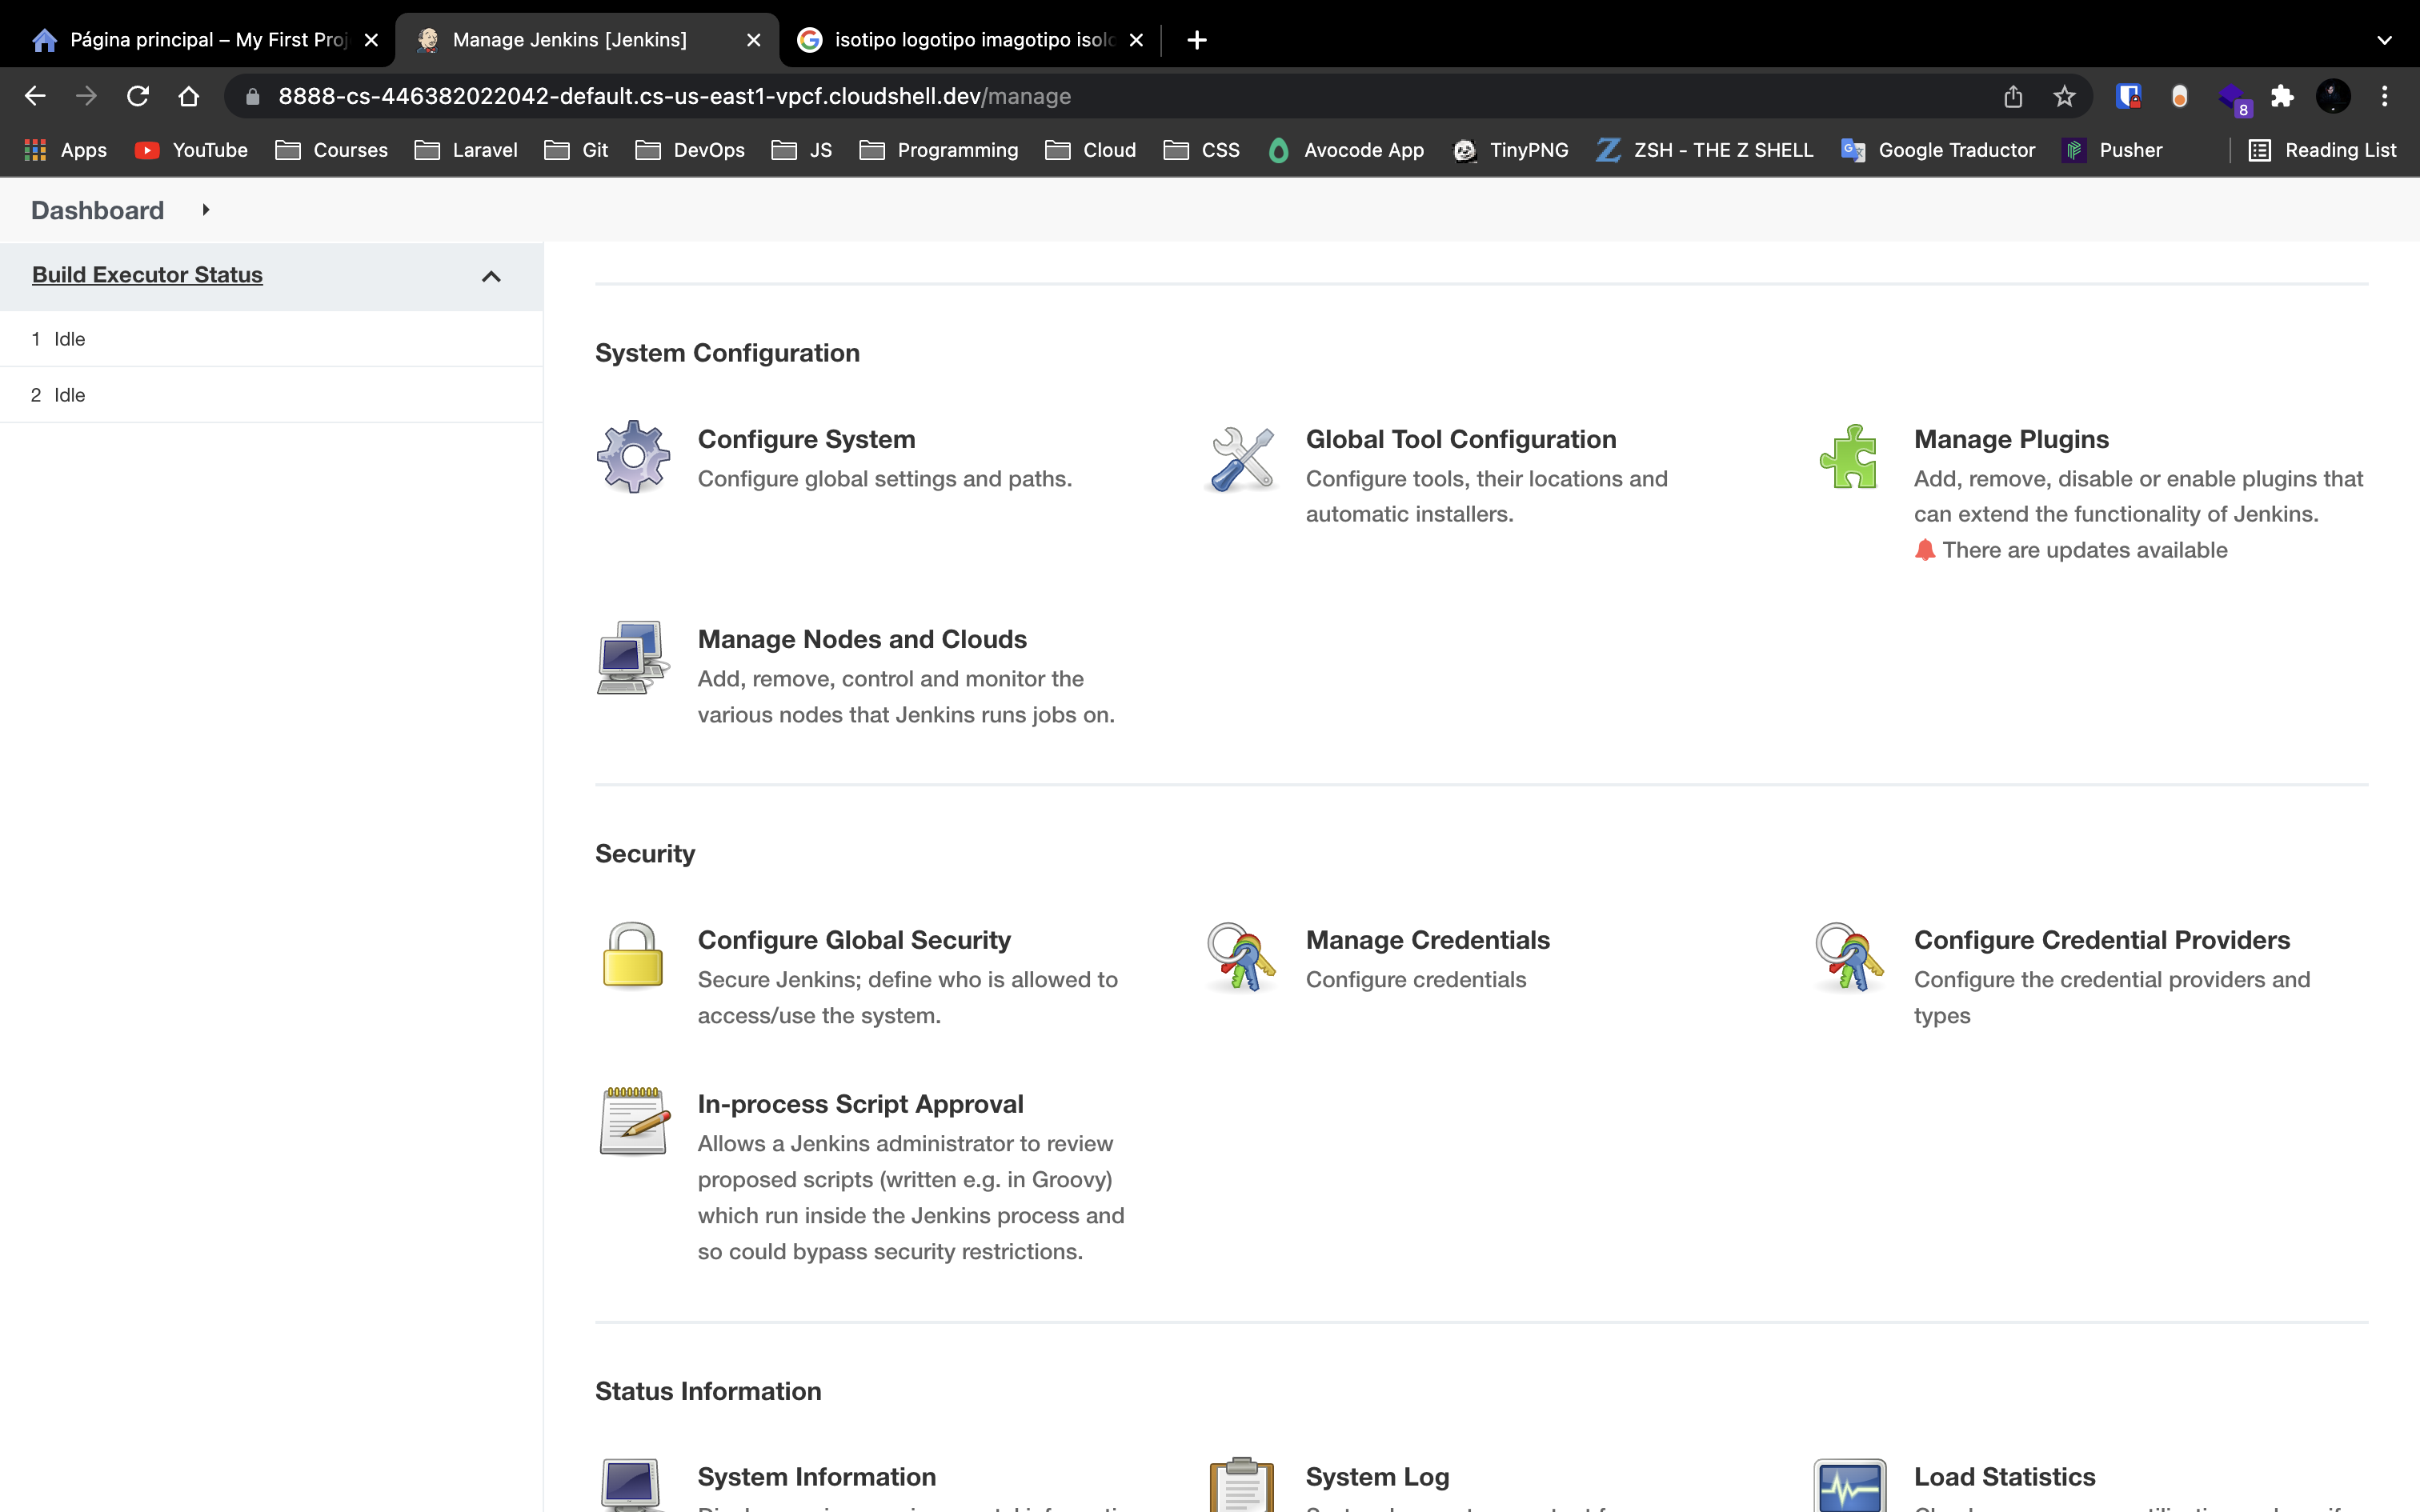 Página principal – My First Proj
Manage Jenkins [Jenkins]
isotipo logotipo imagotipo isolo
8888-cs-446382022042-default.cs-us-east1-vpcf.cloudshell.dev/manage
8
Apps YouTube Courses Laravel Git DevOps JS Programming Cloud CSS Avocode App TinyPNG ZSH - THE Z SHELL Google Traductor Pusher Reading List
Dashboard
Build Executor Status
1 Idle
2 Idle
System Configuration
Configure System
Configure global settings and paths.
Global Tool Configuration
Configure tools, their locations and
automatic installers.
Manage Plugins
Add, remove, disable or enable plugins that
can extend the functionality of Jenkins.
There are updates available
Manage Nodes and Clouds
Add, remove, control and monitor the
various nodes that Jenkins runs jobs on.
Security
Configure Global Security
Secure Jenkins; define who is allowed to
access/use the system.
Manage Credentials
Configure credentials
Configure Credential Providers
Configure the credential providers and
types
In-process Script Approval
Allows a Jenkins administrator to review
proposed scripts (written e.g. in Groovy)
which run inside the Jenkins process and
so could bypass security restrictions.
Status Information
System Information
System Log
Load Statistics